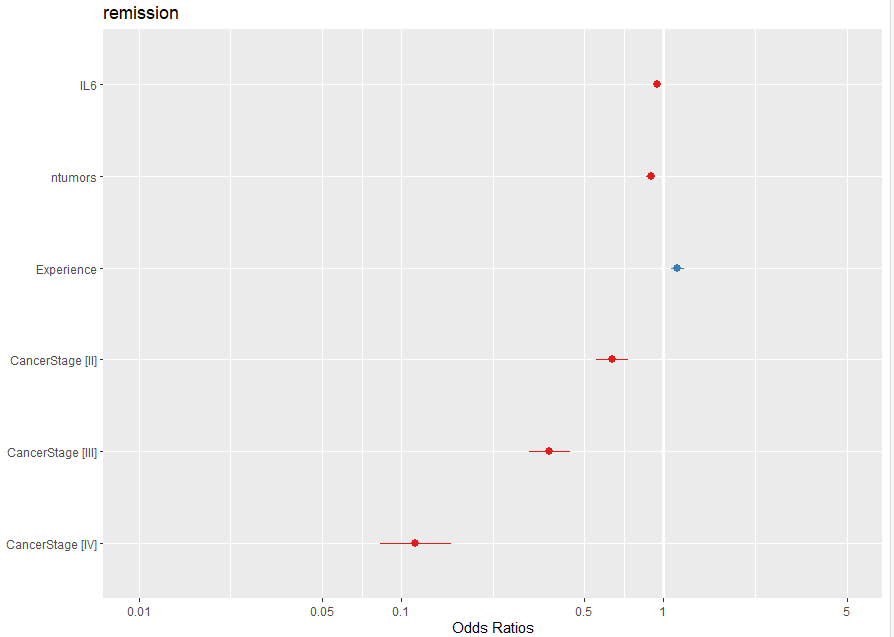 remission
IL6
ntumors
Experience
CancerStage [II]
CancerStage [III]
CancerStage [IV]
0.01 0.05 0.1 0.5 1 5
Odds Ratios